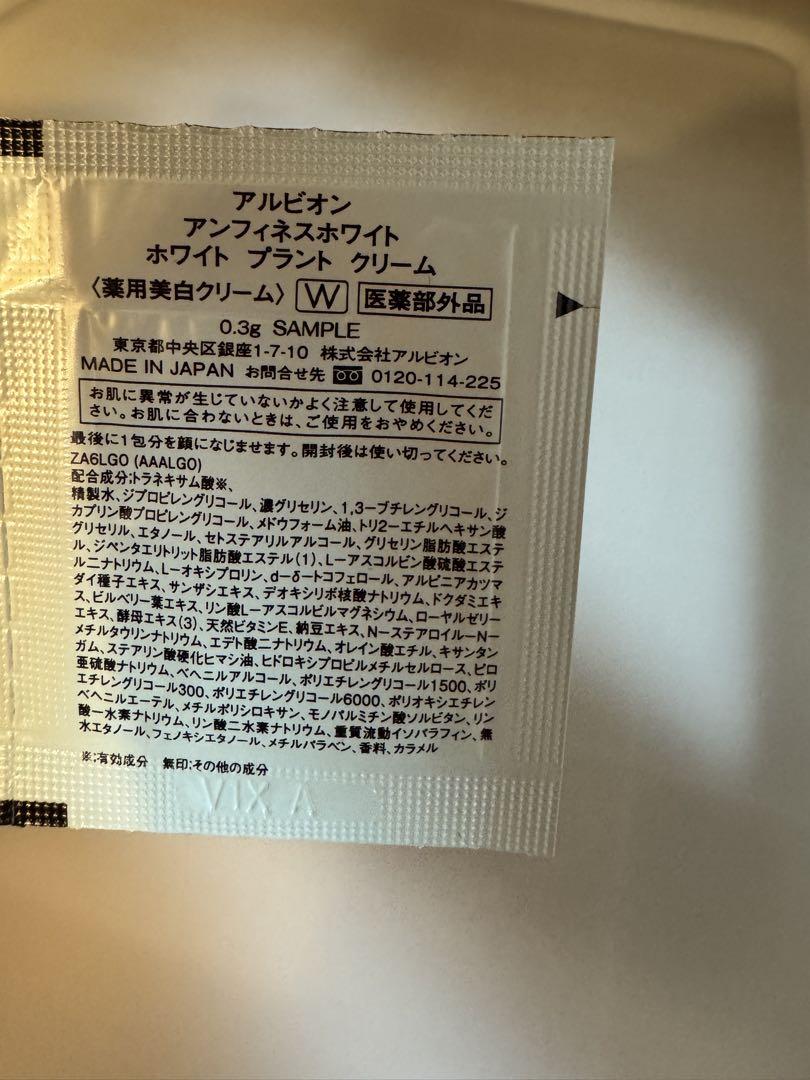 アルビオン
アンフィネスホワイト
ホワイト プラント クリーム
〈薬用美白クリーム〉 W 医薬部外品
0.3g SAMPLE
東京都中央区銀座1-7-10 株式会社アルビオン
MADE IN JAPAN お問合せ先 0120-114-225
お肌に異常が生じていないかよく注意して使用してくだ
さい。お肌に合わないときは、ご使用をおやめください。
最後に1包分を顔になじませます。開封後は使い切ってください。
ZA6LGO (AAALGO)
配合成分:トラネキサム酸※、
精製水、ジプロピレングリコール、濃グリセリン、1,3-ブチレングリコール、ジ
カプリン酸プロピレングリコール、メドウフォーム油、トリ2-エチルヘキサン酸
グリセリル、エタノール、セトステアリルアルコール、グリセリン脂肪酸エステ
ル、ジペンタエリトリット脂肪酸エステル(1)、L-アスコルビン酸硫酸エステ
ル二ナトリウム、L-オキシプロリン、d-δ-トコフェロール、アルピニアカツマ
ダイ種子エキス、サンザシエキス、デオキシリボ核酸ナトリウム、ドクダミエキ
ス、ビルベリー葉エキス、リン酸L-アスコルビルマグネシウム、ローヤルゼリー
エキス、酵母エキス(3)、天然ビタミンE、納豆エキス、N-ステアロイル-N-
メチルタウリンナトリウム、エデト酸二ナトリウム、オレイン酸エチル、キサンタン
ガム、ステアリン酸硬化ヒマシ油、ヒドロキシプロピルメチルセルロース、ピロ
亜硫酸ナトリウム、ベヘニルアルコール、ポリエチレングリコール1500、ポリ
エチレングリコール300、ポリエチレングリコール6000、ポリオキシエチレン
ベヘニルエーテル、メチルポリシロキサン、モノパルミチン酸ソルビタン、リン
酸一水素ナトリウム、リン酸二水素ナトリウム、重質流動イソパラフィン、無
水エタノール、フェノキシエタノール、メチルパラベン、香料、カラメル
※:有効成分 無印:その他の成分